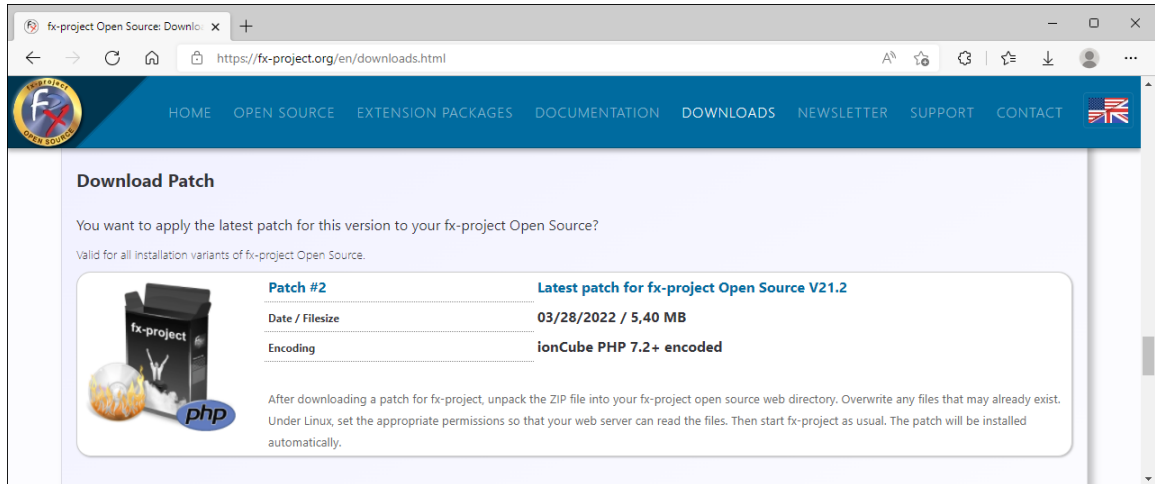 fx-project Open Source: Downlo
https://fx-project.org/en/downloads.html
fx-project
OPEN SOURCE
HOME OPEN SOURCE EXTENSION PACKAGES DOCUMENTATION DOWNLOADS NEWSLETTER SUPPORT CONTACT
Download Patch
You want to apply the latest patch for this version to your fx-project Open Source?
Valid for all installation variants of fx-project Open Source.
fx-project
php
Patch #2 Latest patch for fx-project Open Source V21.2
Date / Filesize 03/28/2022 / 5,40 MB
Encoding ionCube PHP 7.2+ encoded
After downloading a patch for fx-project, unpack the ZIP file into your fx-project open source web directory. Overwrite any files that may already exist.
Under Linux, set the appropriate permissions so that your web server can read the files. Then start fx-project as usual. The patch will be installed
automatically.